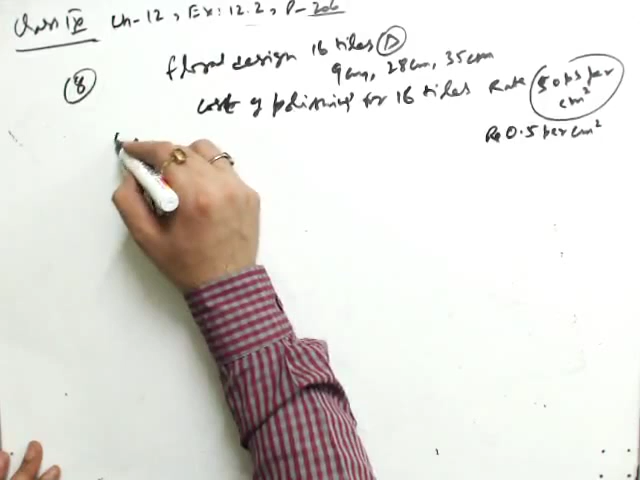 Class IX Ch-12, Ex: 12.2, P-206
(8) floral design 16 tiles
9cm, 28cm, 35cm
cost of polishing for 16 tiles Rate 50 ps per cm²
Rs 0.5 per cm²